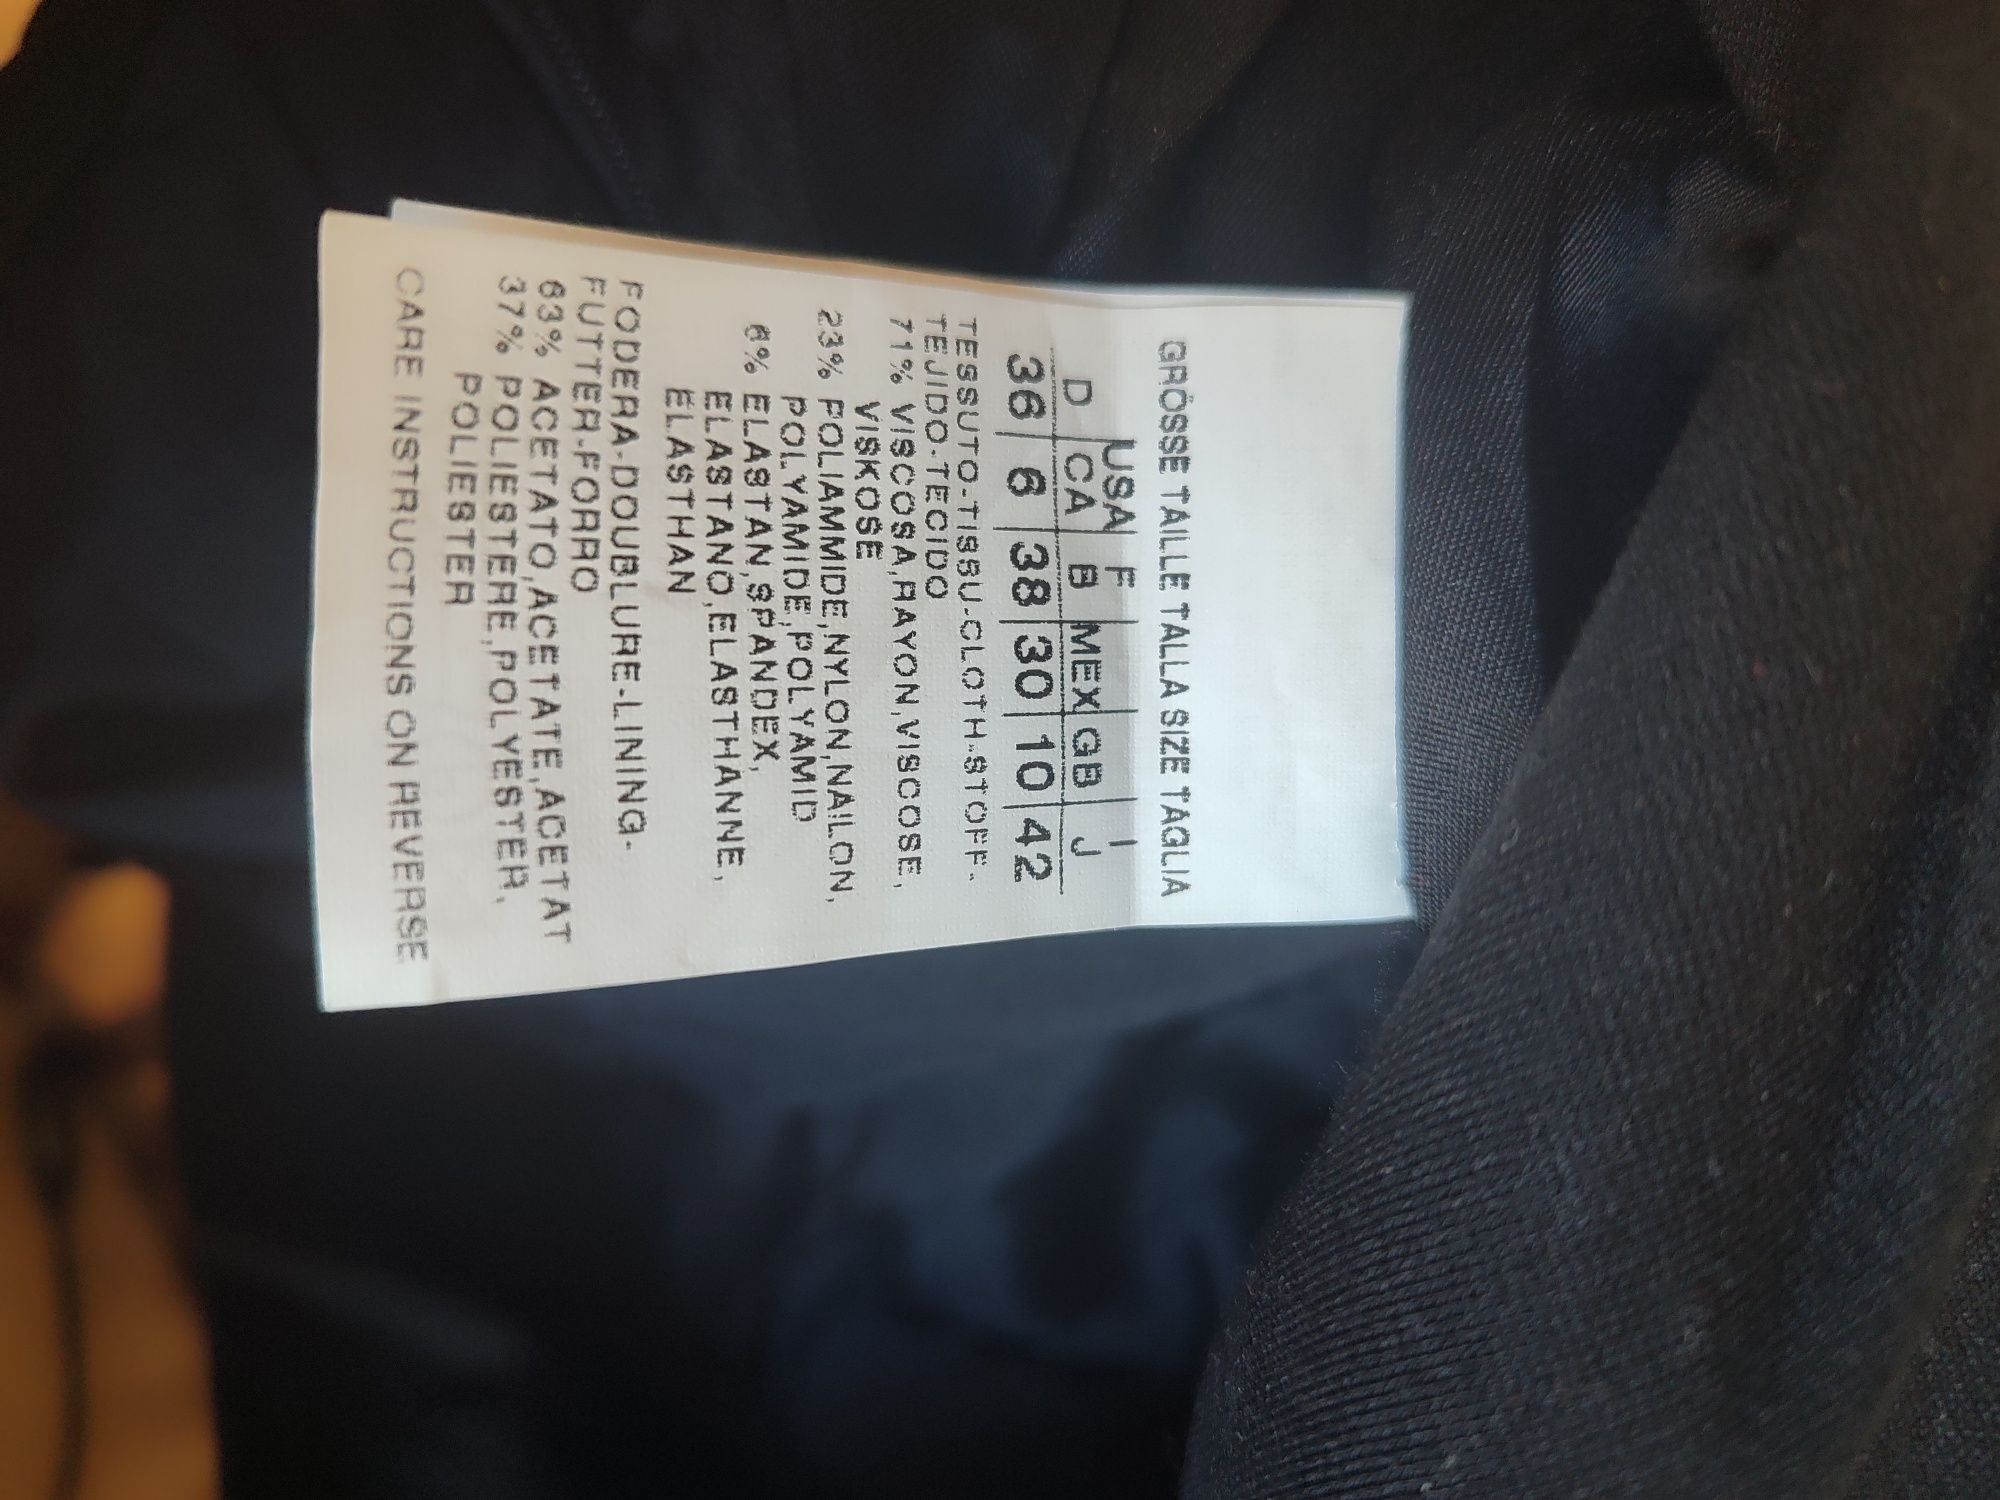 GRÖSSE TAILLE TALLA SIZE TAGLIA
USA F I
D CA B MEX GB J
36 6 38 30 10 42
TESSUTO-TISSU-CLOTH-STOFF-
TEJIDO-TECIDO
71% VISCOSA,RAYON,VISCOSE,
VISKOSE
23% POLIAMMIDE,NYLON,NAILON,
POLYAMIDE,POLYAMID
6% ELASTAN,SPANDEX,
ELASTANO,ELASTHANNE,
ELASTHAN
FODERA-DOUBLURE-LINING-
FUTTER-FORRO
63% ACETATO,ACETATE,ACETAT
37% POLIESTERE,POLYESTER,
POLIESTER
CARE INSTRUCTIONS ON REVERSE